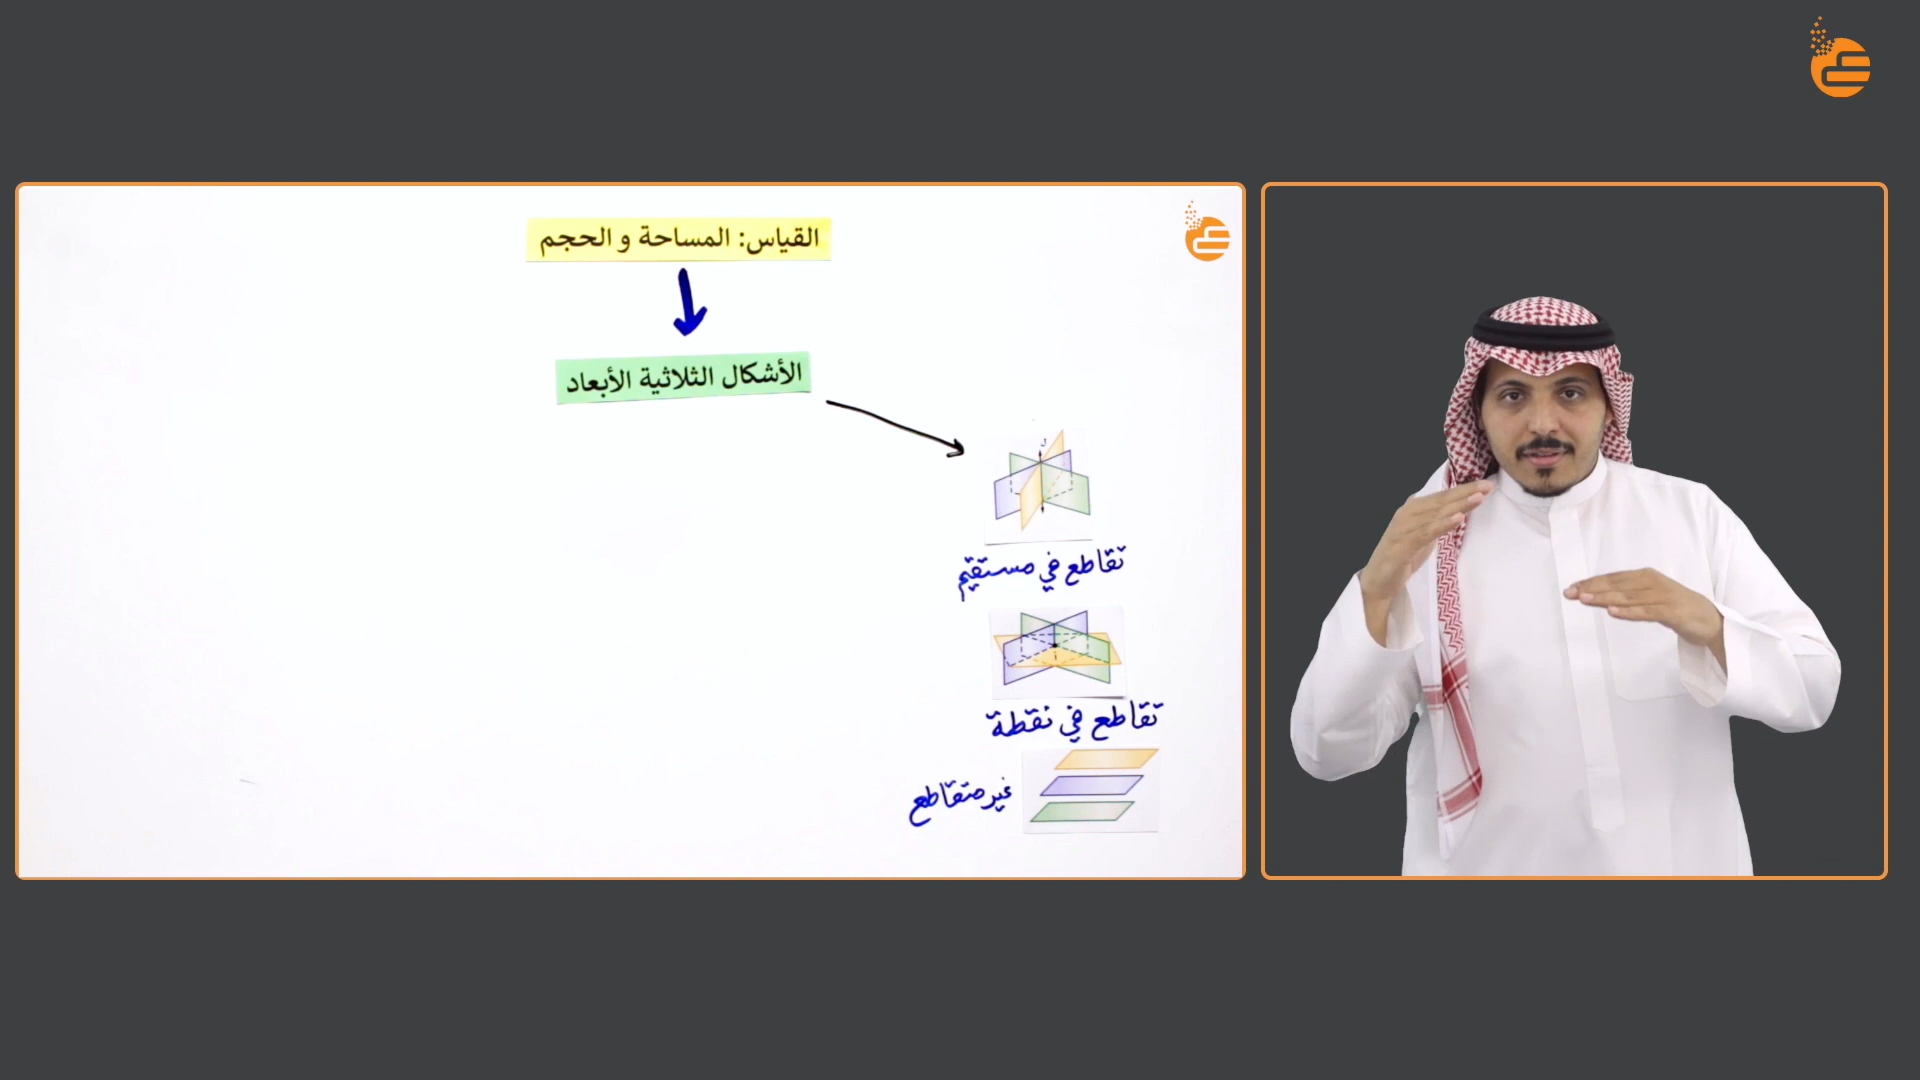 القياس: المساحة و الحجم
الأشكال الثلاثية الأبعاد
ل
تقاطع في مستقيم
تقاطع في نقطة
غير متقاطع